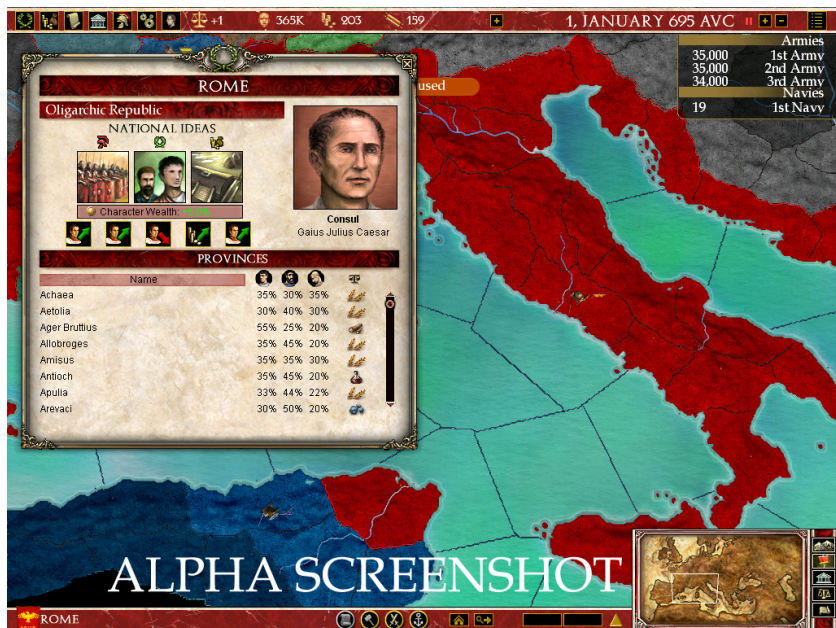 +1 365K 203 159 1, JANUARY 695 AVC
Armies
35,000 1st Army
35,000 2nd Army
34,000 3rd Army
Navies
19 1st Navy
used
ROME
Oligarchic Republic
NATIONAL IDEAS
Character Wealth:
Consul
Gaius Julius Caesar
PROVINCES
Name
Achaea 35% 30% 35%
Aetolia 30% 40% 30%
Ager Bruttius 55% 25% 20%
Allobroges 35% 45% 20%
Amisus 35% 35% 30%
Antioch 35% 45% 20%
Apulia 33% 44% 22%
Arevaci 30% 50% 20%
ALPHA SCREENSHOT
ROME